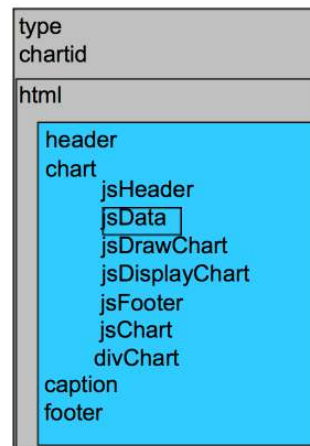 type
chartid
html
header
chart
jsHeader
jsData
jsDrawChart
jsDisplayChart
jsFooter
jsChart
divChart
caption
footer